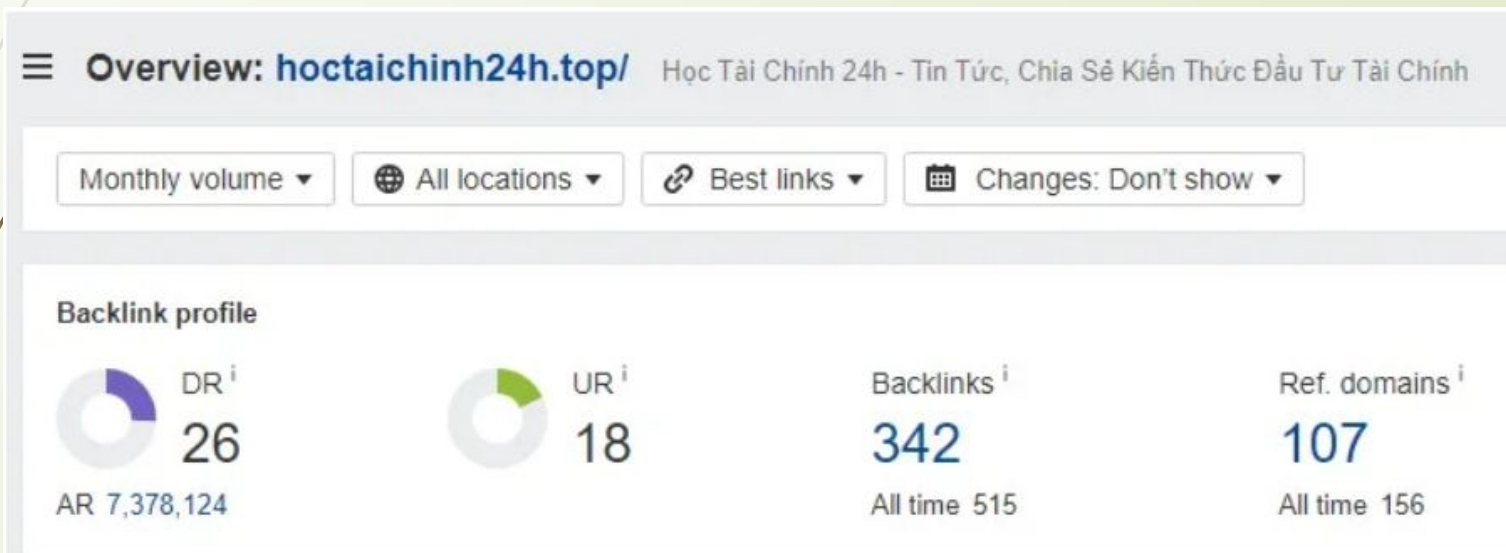 Overview: hoctaichinh24h.top/ Học Tài Chính 24h - Tin Tức, Chia Sẻ Kiến Thức Đầu Tư Tài Chính
Monthly volume All locations Best links Changes: Don't show
Backlink profile
DR i UR i Backlinks i Ref. domains i
26 18 342 107
AR 7,378,124 All time 515 All time 156